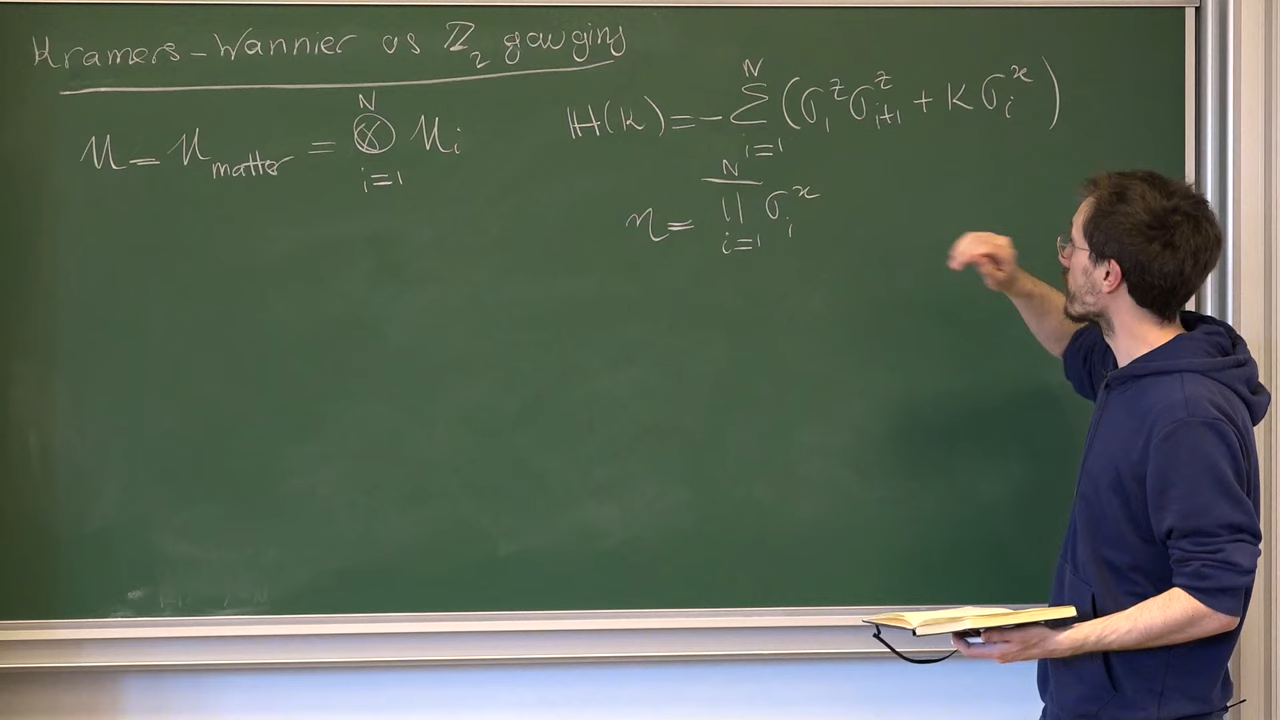 Kramers-Wannier as ℤ₂ gauging
ℋ = ℋ_matter = ⊗_{i=1}^{N} ℋ_i
H(K) = - ∑_{i=1}^{N} (σ_i^z σ_{i+1}^z + K σ_i^x)
η = ∏_{i=1}^{N} σ_i^x